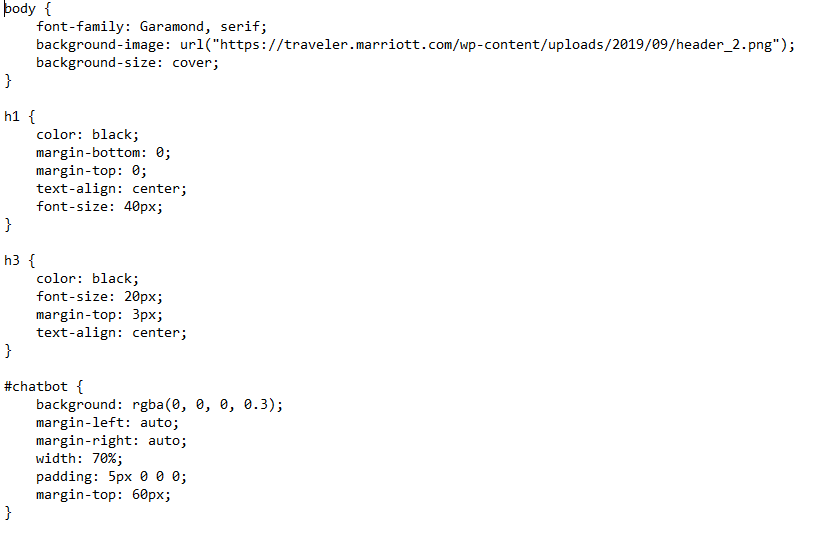 body {
    font-family: Garamond, serif;
    background-image: url("https://traveler.marriott.com/wp-content/uploads/2019/09/header_2.png");
    background-size: cover;
}

h1 {
    color: black;
    margin-bottom: 0;
    margin-top: 0;
    text-align: center;
    font-size: 40px;
}

h3 {
    color: black;
    font-size: 20px;
    margin-top: 3px;
    text-align: center;
}

#chatbot {
    background: rgba(0, 0, 0, 0.3);
    margin-left: auto;
    margin-right: auto;
    width: 70%;
    padding: 5px 0 0 0;
    margin-top: 60px;
}